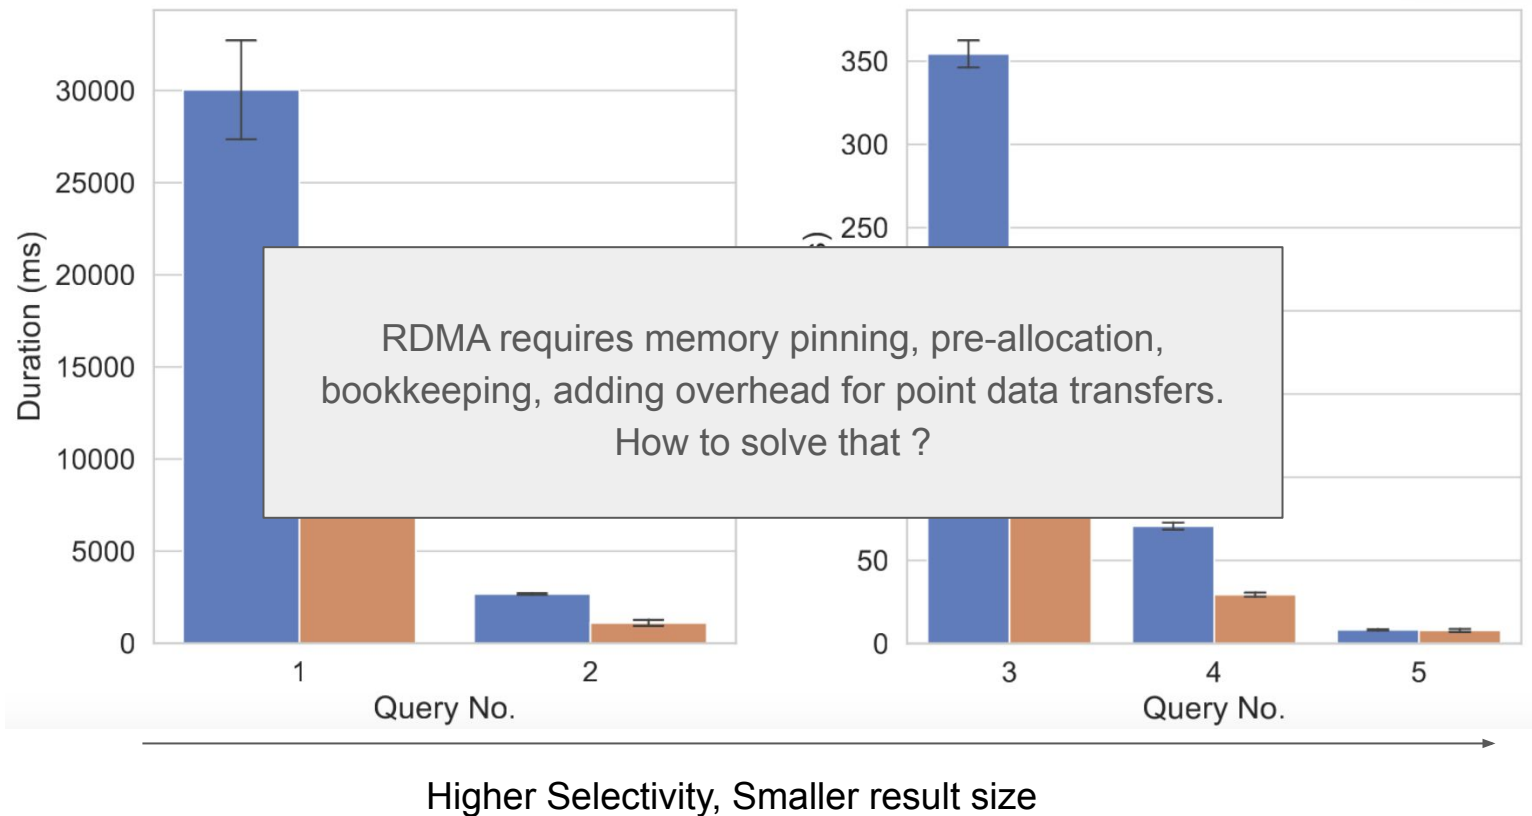 30000
25000
20000
15000
10000
5000
0
Duration (ms)
1
2
Query No.
350
300
250
50
0
3
4
5
Query No.
RDMA requires memory pinning, pre-allocation,
bookkeeping, adding overhead for point data transfers.
How to solve that ?
Higher Selectivity, Smaller result size